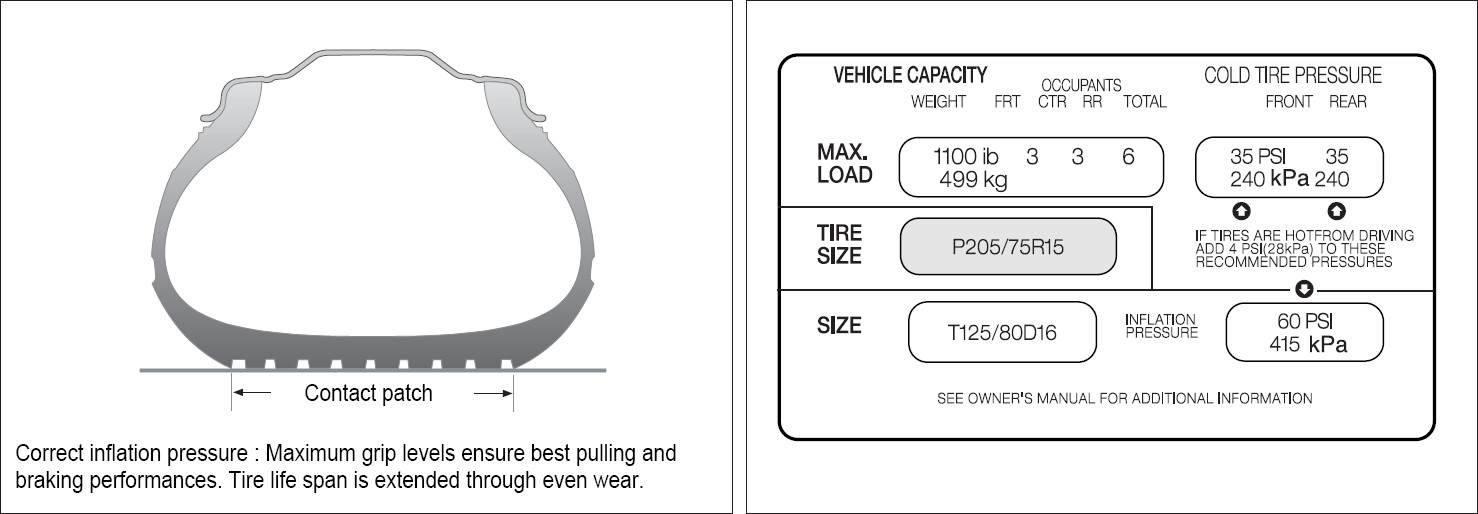 Contact patch
Correct inflation pressure : Maximum grip levels ensure best pulling and
braking performances. Tire life span is extended through even wear.
VEHICLE CAPACITY
OCCUPANTS
WEIGHT FRT CTR RR TOTAL
COLD TIRE PRESSURE
FRONT REAR
MAX.
LOAD
1100 ib 3 3 6
499 kg
35 PSI 35
240 kPa 240
TIRE
SIZE
P205/75R15
IF TIRES ARE HOTFROM DRIVING
ADD 4 PSI(28kPa) TO THESE
RECOMMENDED PRESSURES
SIZE
T125/80D16
INFLATION
PRESSURE
60 PSI
415 kPa
SEE OWNER'S MANUAL FOR ADDITIONAL INFORMATION